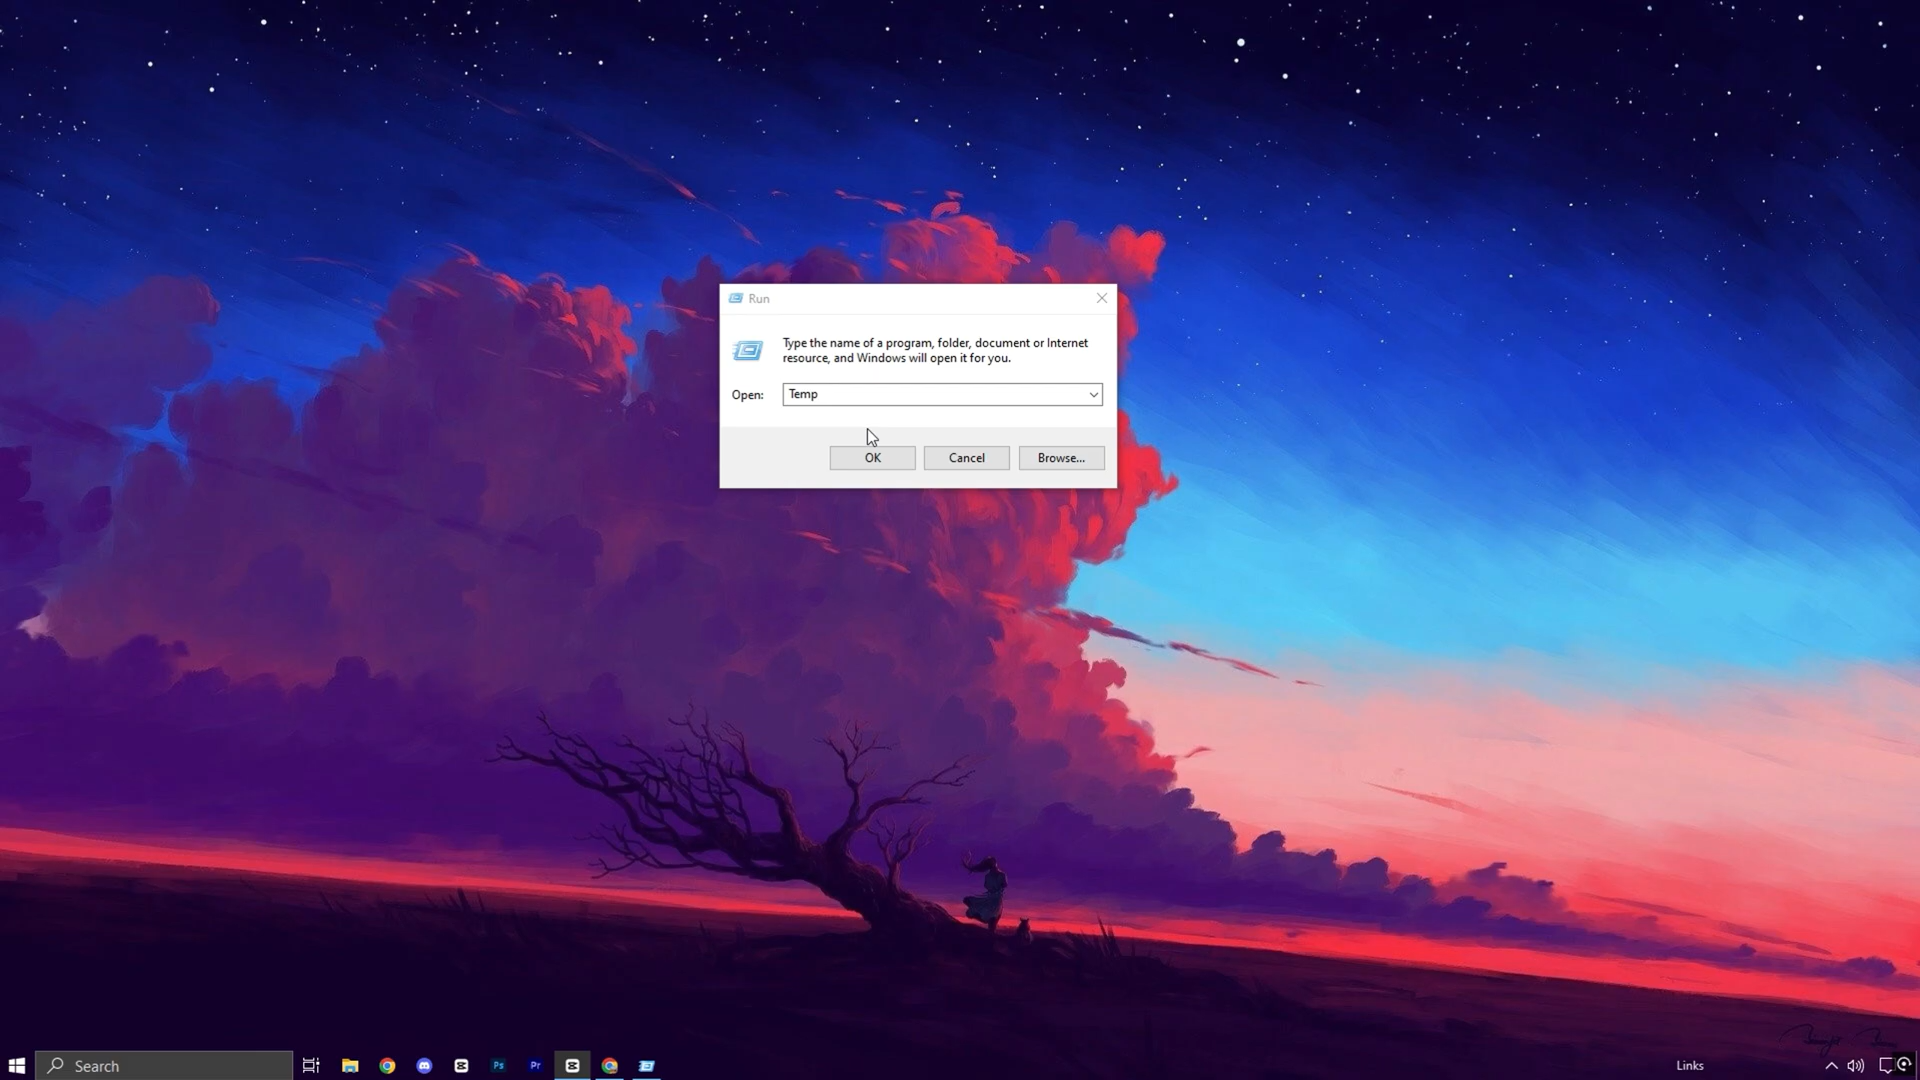 Run
Type the name of a program, folder, document or Internet
resource, and Windows will open it for you.
Open:
Temp
OK
Cancel
Browse...
Search
Ps
Pr
Links